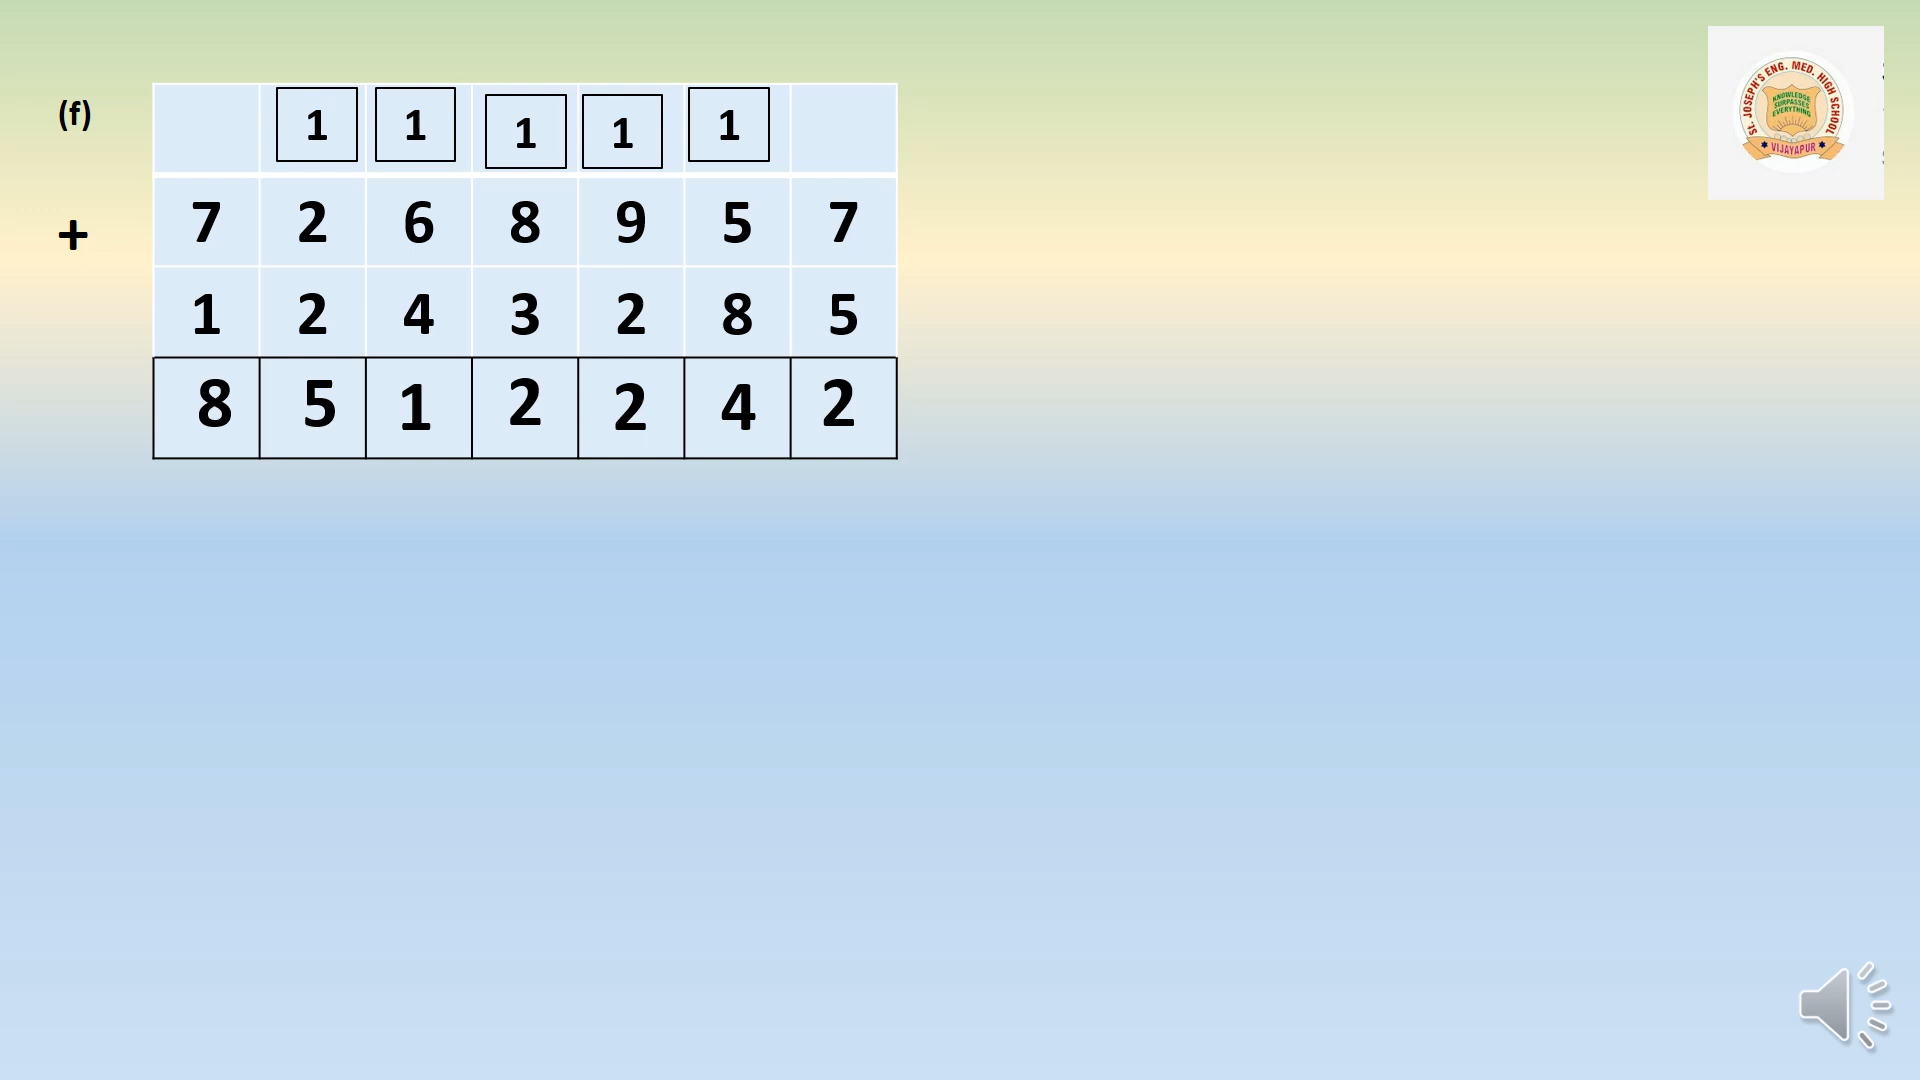 (f) 1 1 1 1 1
+ 7 2 6 8 9 5 7
1 2 4 3 2 8 5
8 5 1 2 2 4 2
ST. JOSEPH'S ENG. MED. HIGH SCHOOL
KNOWLEDGE
SURPASSES
EVERYTHING
VIJAYAPUR